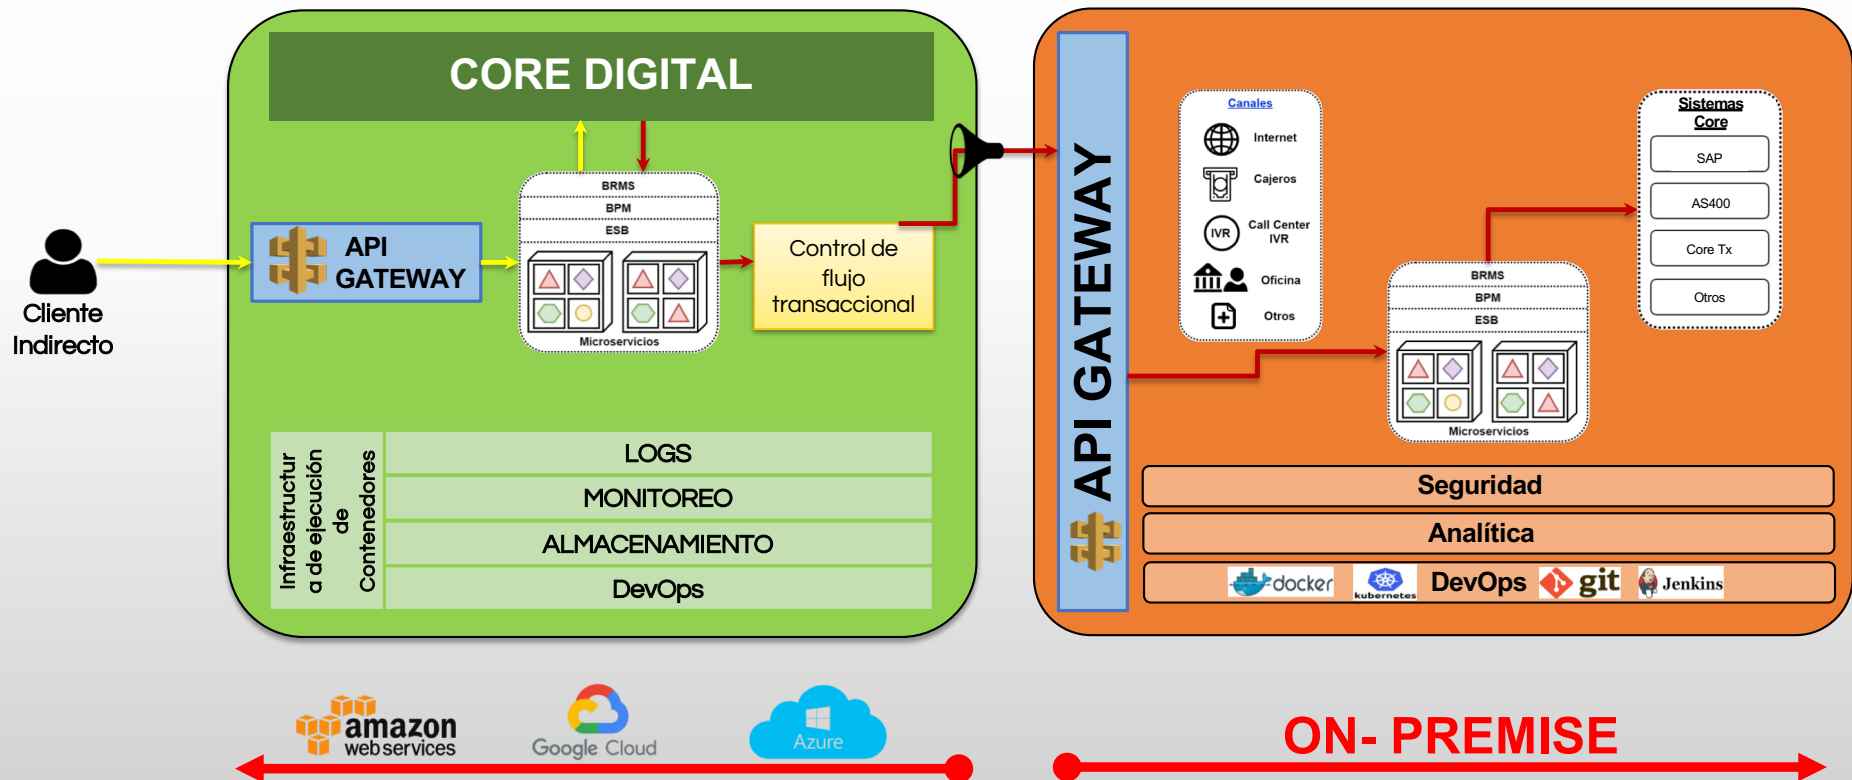 CORE DIGITAL
Cliente
Indirecto
API
GATEWAY
BRMS
BPM
ESB
Microservicios
Control de
flujo
transaccional
Infraestructur
a de ejecución
de
Contenedores
LOGS
MONITOREO
ALMACENAMIENTO
DevOps
API GATEWAY
Canales
Internet
Cajeros
IVR
Call Center
IVR
Oficina
Otros
BRMS
BPM
ESB
Microservicios
Sistemas
Core
SAP
AS400
Core Tx
Otros
Seguridad
Analítica
docker
kubernetes
DevOps
git
Jenkins
amazon
webservices
Google Cloud
Azure
ON- PREMISE